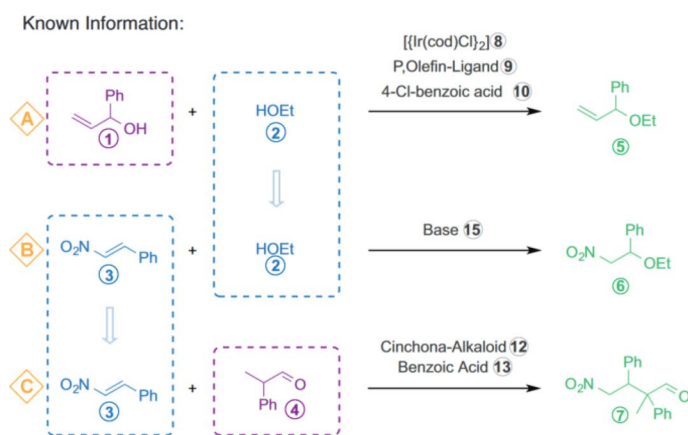 Known Information:
[{Ir(cod)Cl}₂] 8
P,Olefin-Ligand 9
4-Cl-benzoic acid 10
A
Ph
OH
1
+
HOEt
2
Ph
OEt
5
B
O₂N
Ph
3
+
HOEt
2
Base 15
Ph
O₂N
OEt
6
C
O₂N
Ph
3
+
O
Ph
4
Cinchona-Alkaloid 12
Benzoic Acid 13
Ph
O₂N
O
Ph
7